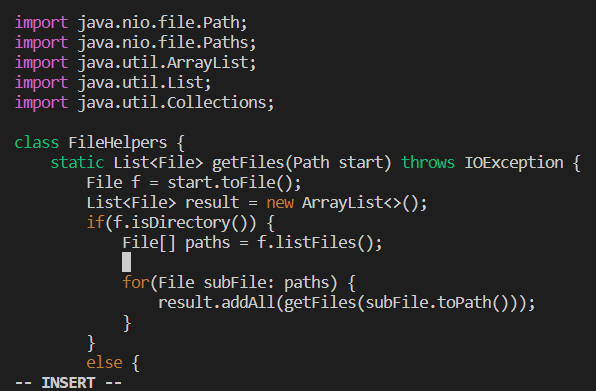 import java.nio.file.Path;
import java.nio.file.Paths;
import java.util.ArrayList;
import java.util.List;
import java.util.Collections;

class FileHelpers {
    static List<File> getFiles(Path start) throws IOException {
        File f = start.toFile();
        List<File> result = new ArrayList<>();
        if(f.isDirectory()) {
            File[] paths = f.listFiles();

            for(File subFile: paths) {
                result.addAll(getFiles(subFile.toPath()));
            }
        }
        else {
-- INSERT --